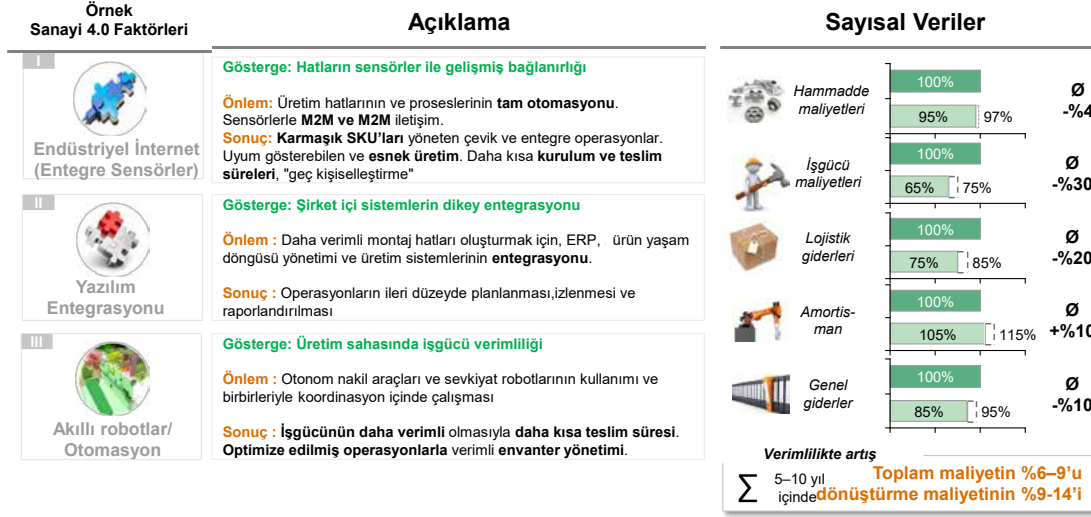 Örnek
Sanayi 4.0 Faktörleri
Açıklama
Sayısal Veriler
I
Endüstriyel İnternet
(Entegre Sensörler)
Gösterge: Hatların sensörler ile gelişmiş bağlanırlığı
Önlem: Üretim hatlarının ve proseslerinin tam otomasyonu.
Sensörlerle M2M ve M2M iletişim.
Sonuç: Karmaşık SKU'ları yöneten çevik ve entegre operasyonlar.
Uyum gösterebilen ve esnek üretim. Daha kısa kurulum ve teslim
süreleri, "geç kişiselleştirme"
II
Yazılım
Entegrasyonu
Gösterge: Şirket içi sistemlerin dikey entegrasyonu
Önlem : Daha verimli montaj hatları oluşturmak için, ERP, ürün yaşam
döngüsü yönetimi ve üretim sistemlerinin entegrasyonu.
Sonuç : Operasyonların ileri düzeyde planlanması,izlenmesi ve
raporlandırılması
III
Akıllı robotlar/
Otomasyon
Gösterge: Üretim sahasında işgücü verimliliği
Önlem : Otonom nakil araçları ve sevkiyat robotlarının kullanımı ve
birbirleriyle koordinasyon içinde çalışması
Sonuç : İşgücünün daha verimli olmasıyla daha kısa teslim süresi.
Optimize edilmiş operasyonlarla verimli envanter yönetimi.
Hammadde
maliyetleri
100%
95% 97%
Ø
-%4
İşgücü
maliyetleri
100%
65% 75%
Ø
-%30
Lojistik
giderleri
100%
75% 85%
Ø
-%20
Amortis-
man
100%
105% 115%
Ø
+%10
Genel
giderler
100%
85% 95%
Ø
-%10
Verimlilikte artış
∑
5–10 yıl
içinde
Toplam maliyetin %6–9'u
dönüştürme maliyetinin %9-14'i